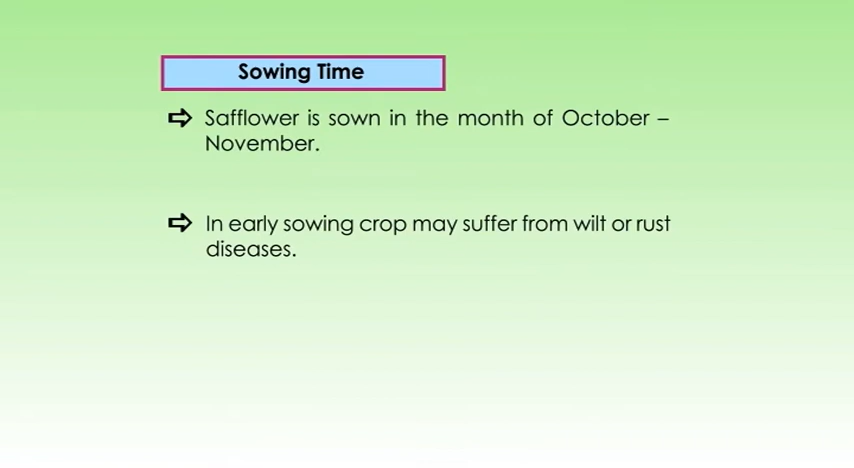 Sowing Time
⇨ Safflower is sown in the month of October –
November.
⇨ In early sowing crop may suffer from wilt or rust
diseases.